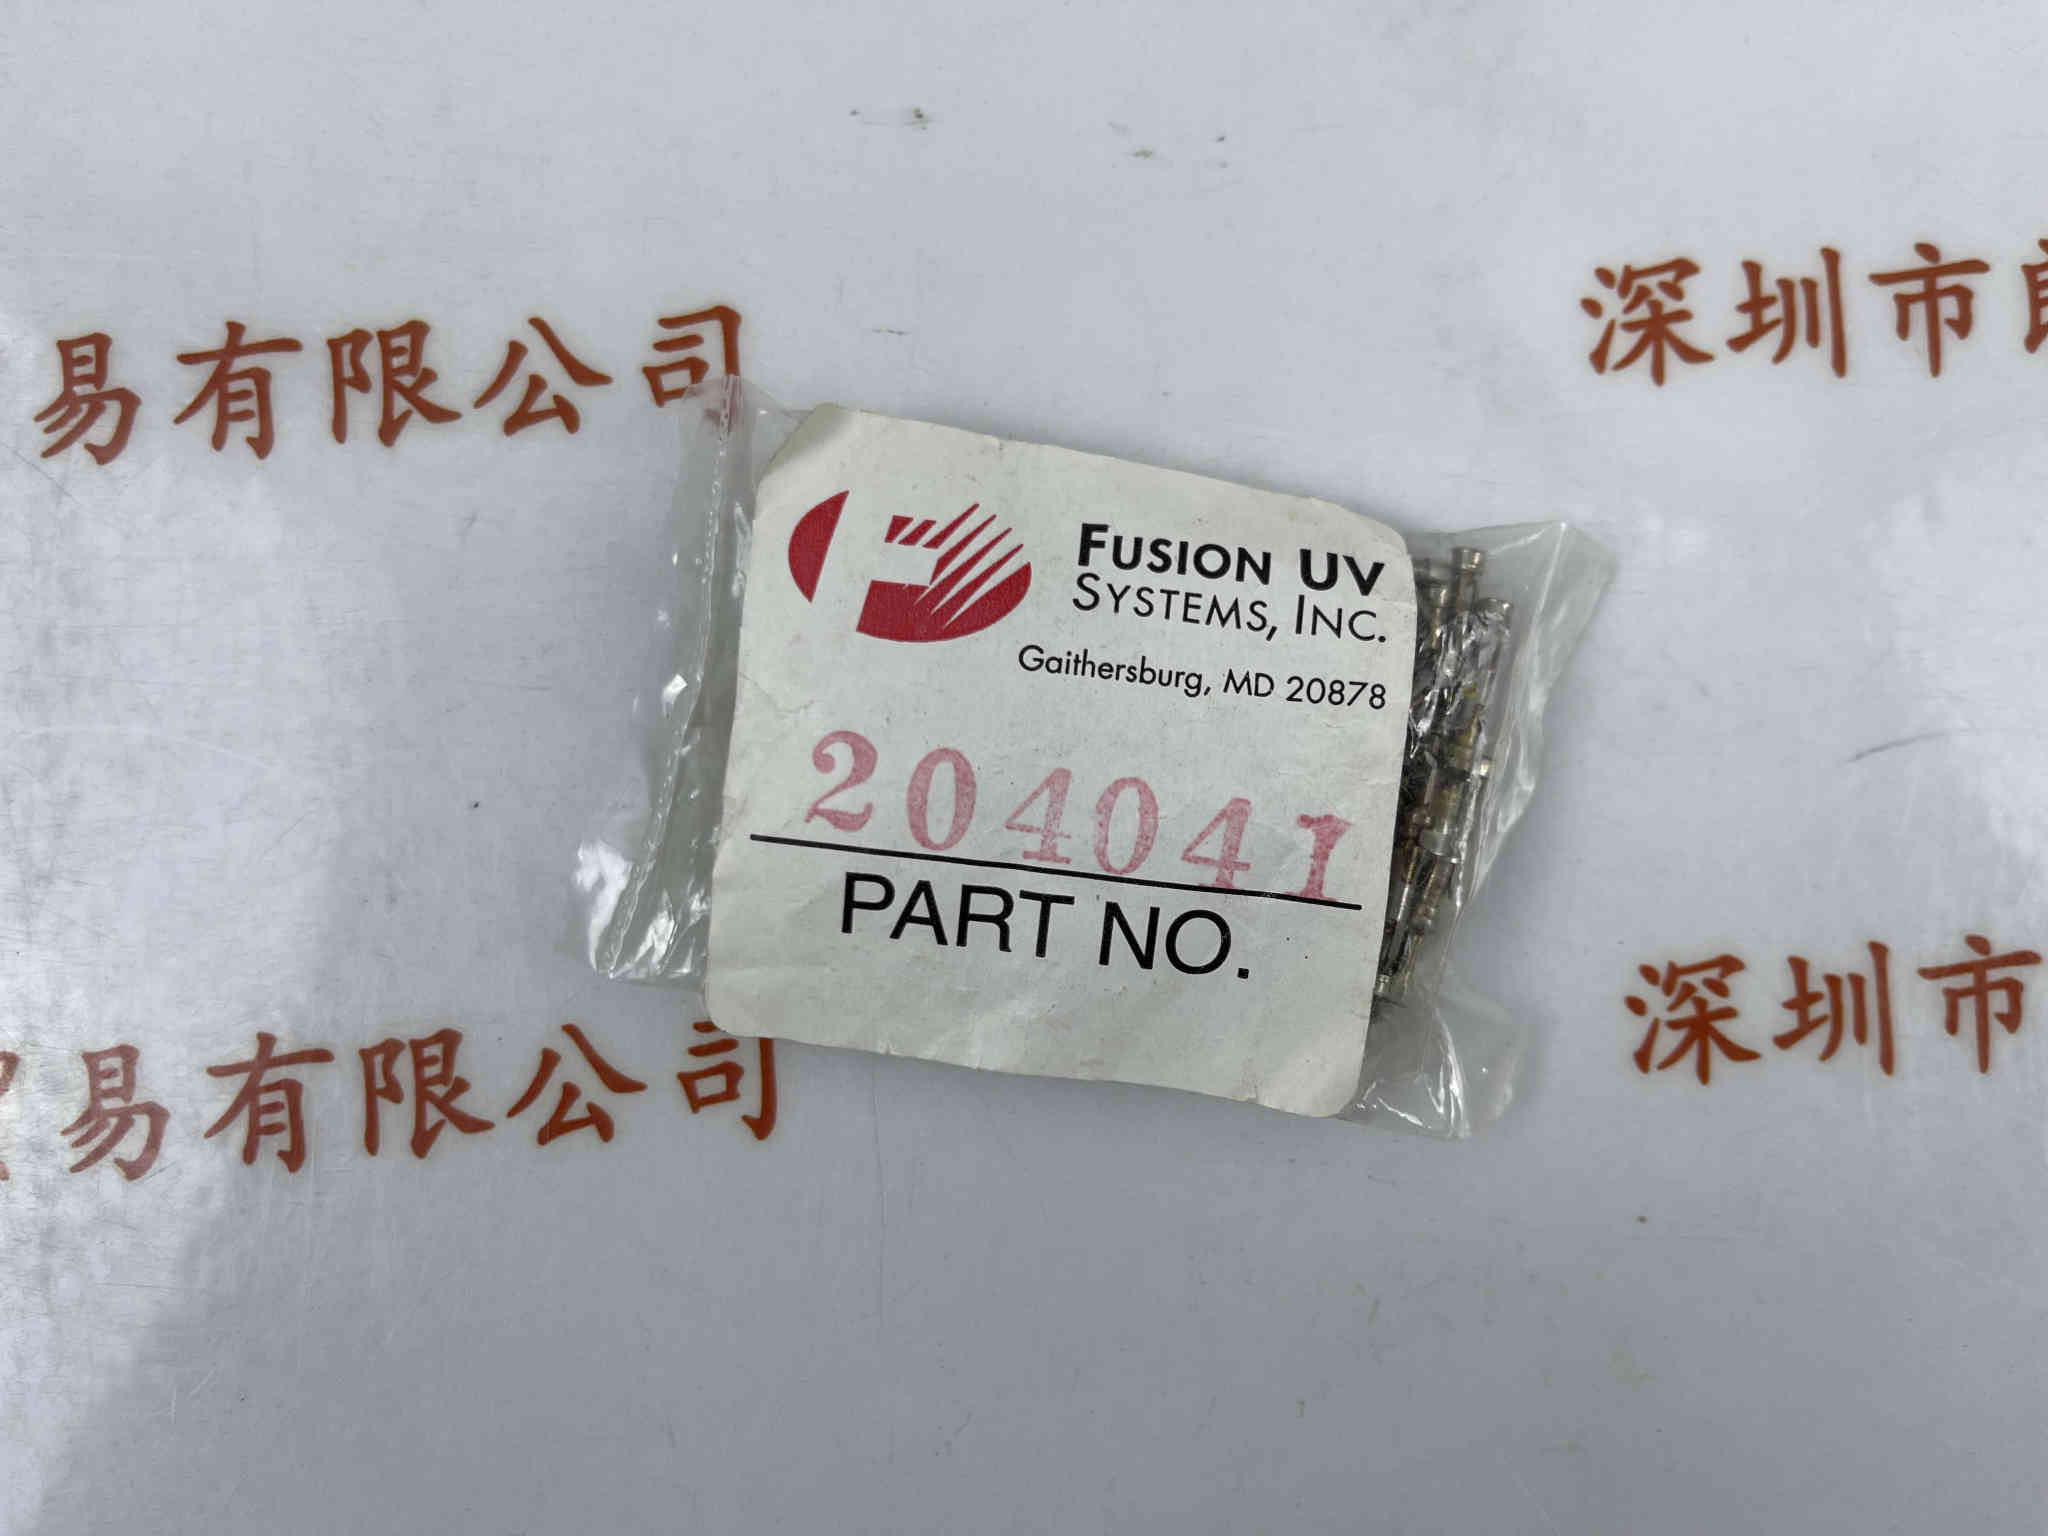 易有限公司
深圳市
FUSION UV
SYSTEMS, INC.
Gaithersburg, MD 20878
204041
PART NO.
易有限公司
深圳市